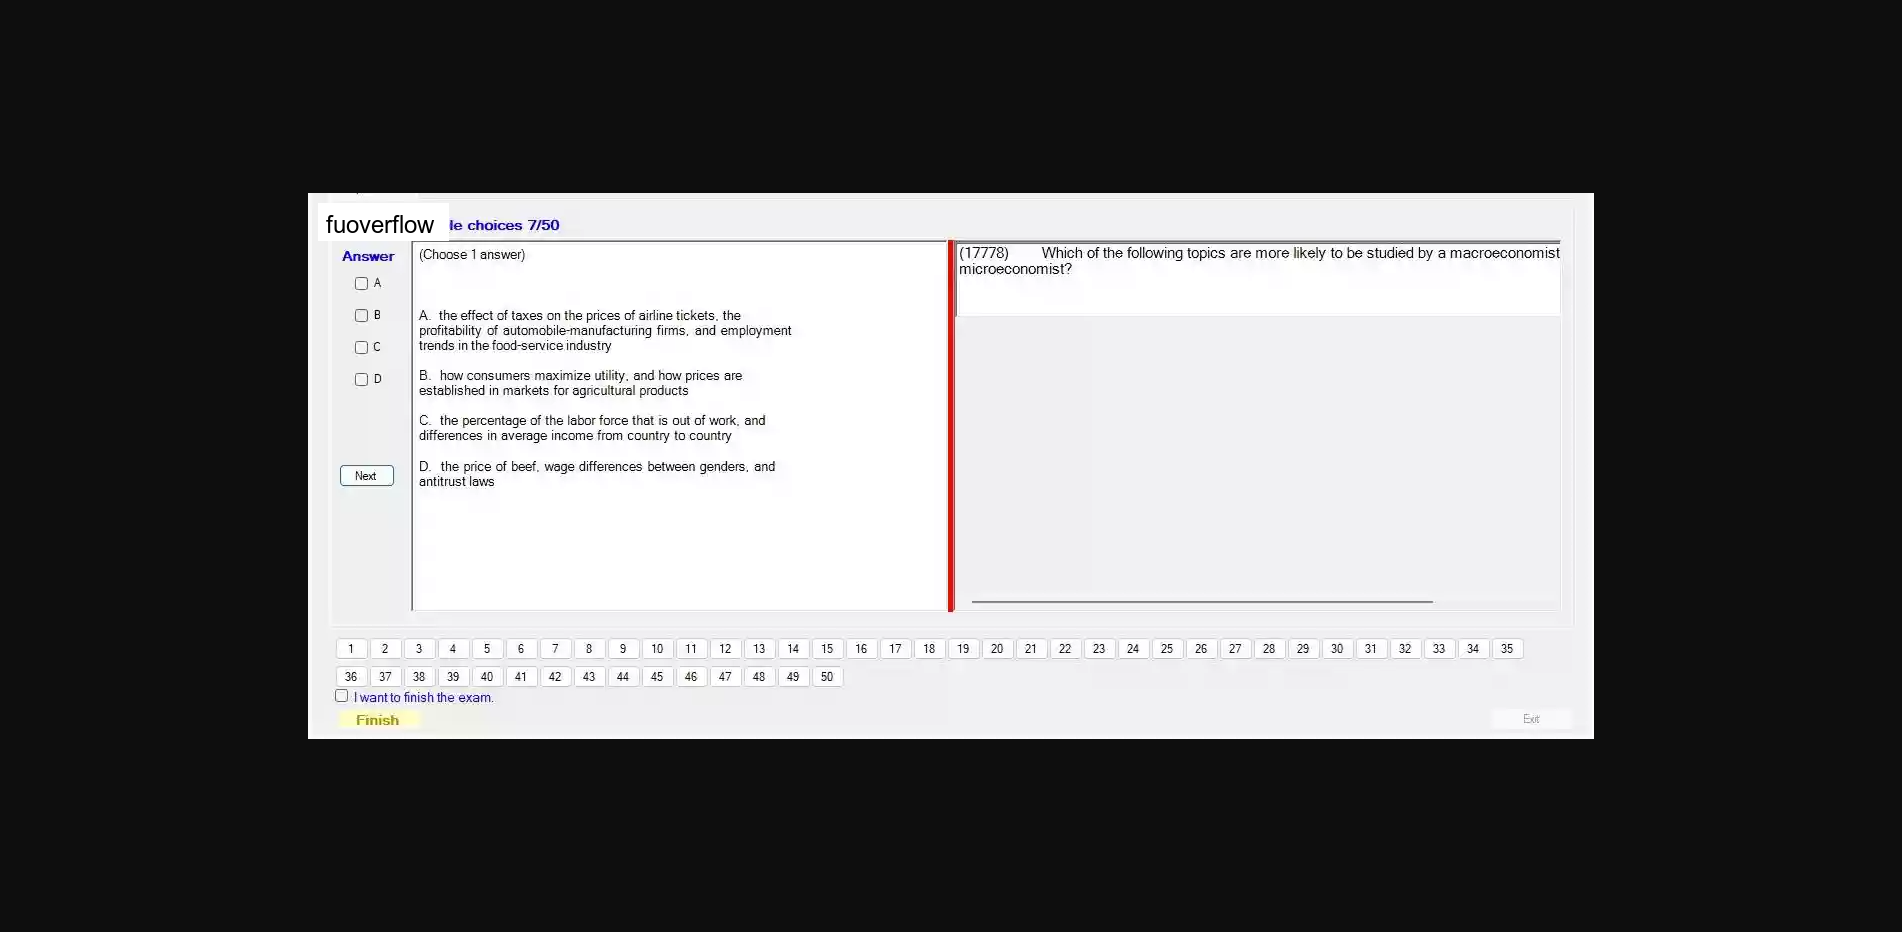 fuoverflow
le choices 7/50
Answer
A
B
C
D
Next
(Choose 1 answer)
A. the effect of taxes on the prices of airline tickets, the
profitability of automobile-manufacturing firms, and employment
trends in the food-service industry
B. how consumers maximize utility, and how prices are
established in markets for agricultural products
C. the percentage of the labor force that is out of work, and
differences in average income from country to country
D. the price of beef, wage differences between genders, and
antitrust laws
(17778) Which of the following topics are more likely to be studied by a macroeconomist
microeconomist?
1 2 3 4 5 6 7 8 9 10 11 12 13 14 15 16 17 18 19 20 21 22 23 24 25 26 27 28 29 30 31 32 33 34 35
36 37 38 39 40 41 42 43 44 45 46 47 48 49 50
I want to finish the exam.
Finish
Exit